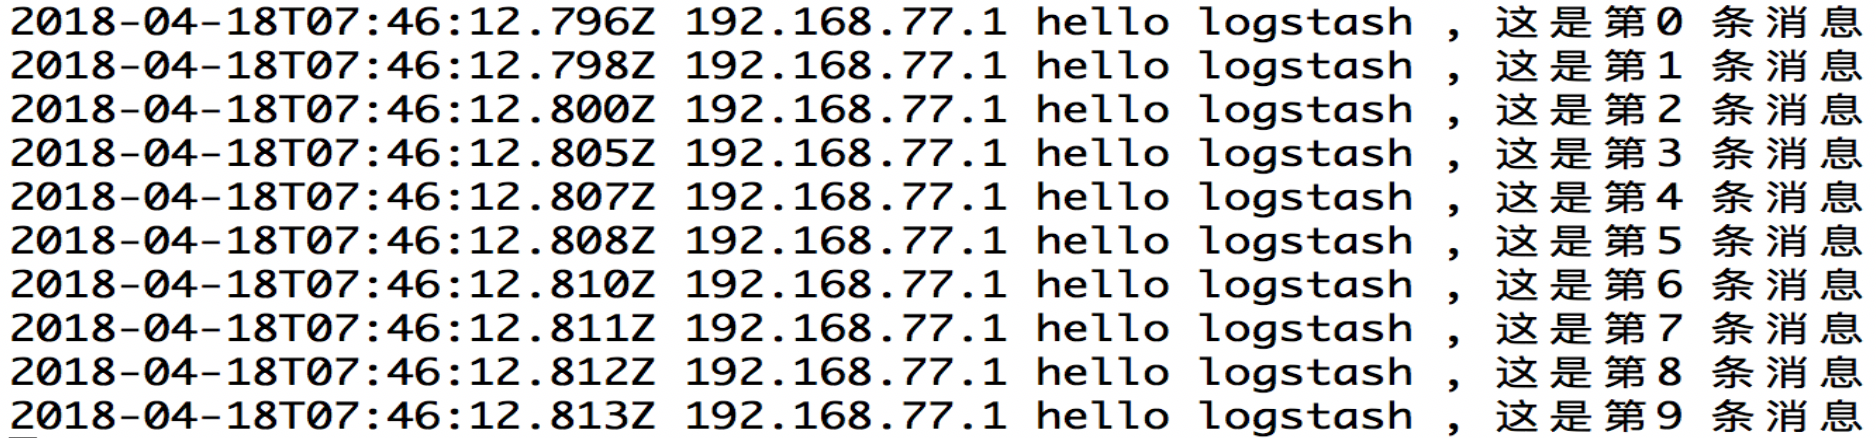 2018-04-18T07:46:12.796Z 192.168.77.1 hello logstash , 这是第0 条消息
2018-04-18T07:46:12.798Z 192.168.77.1 hello logstash , 这是第1 条消息
2018-04-18T07:46:12.800Z 192.168.77.1 hello logstash , 这是第2 条消息
2018-04-18T07:46:12.805Z 192.168.77.1 hello logstash , 这是第3 条消息
2018-04-18T07:46:12.807Z 192.168.77.1 hello logstash , 这是第4 条消息
2018-04-18T07:46:12.808Z 192.168.77.1 hello logstash , 这是第5 条消息
2018-04-18T07:46:12.810Z 192.168.77.1 hello logstash , 这是第6 条消息
2018-04-18T07:46:12.811Z 192.168.77.1 hello logstash , 这是第7 条消息
2018-04-18T07:46:12.812Z 192.168.77.1 hello logstash , 这是第8 条消息
2018-04-18T07:46:12.813Z 192.168.77.1 hello logstash , 这是第9 条消息